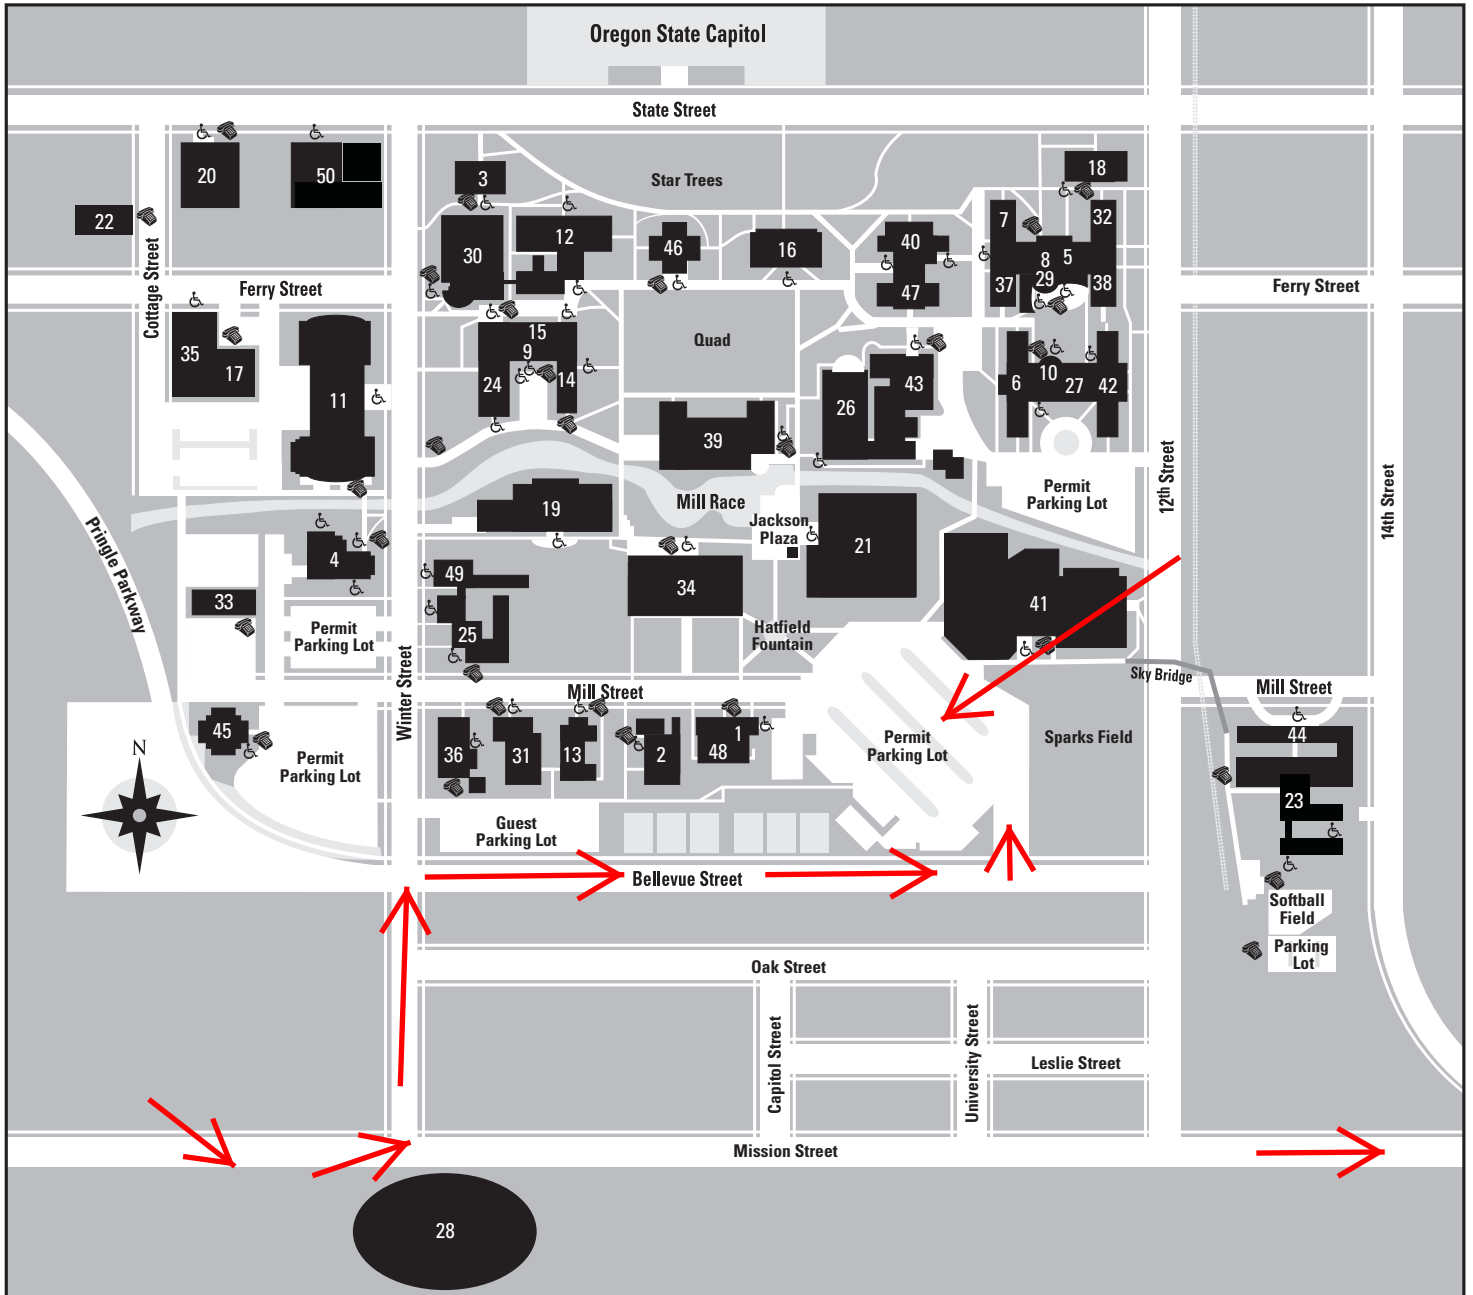 Oregon State Capitol
State Street
20
50
22
3
Star Trees
18
7
32
30
12
46
16
40
8
5
29
37
38
47
Ferry Street
Ferry Street
Cottage Street
35
17
11
15
9
24
14
Quad
26
43
6
10
27
42
39
12th Street
14th Street
Permit
Parking Lot
Mill Race
Jackson
Plaza
19
21
Pringle Parkway
4
33
49
25
34
41
Permit
Parking Lot
Hatfield
Fountain
Winter Street
Mill Street
Sky Bridge
Mill Street
45
N
Permit
Parking Lot
36
31
13
2
1
48
Permit
Parking Lot
Sparks Field
44
23
Guest
Parking Lot
Bellevue Street
Softball
Field
Parking
Lot
Oak Street
Capitol Street
University Street
Leslie Street
Mission Street
28